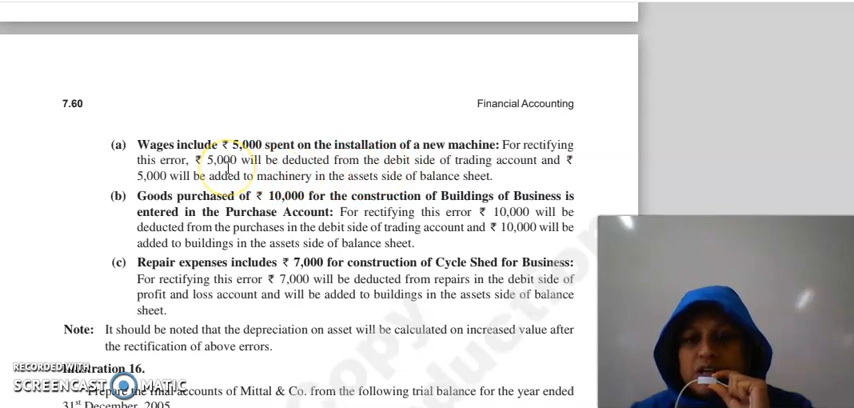 7.60 Financial Accounting
(a) Wages include ₹ 5,000 spent on the installation of a new machine: For rectifying
this error, ₹ 5,000 will be deducted from the debit side of trading account and ₹
5,000 will be added to machinery in the assets side of balance sheet.
(b) Goods purchased of ₹ 10,000 for the construction of Buildings of Business is
entered in the Purchase Account: For rectifying this error ₹ 10,000 will be
deducted from the purchases in the debit side of trading account and ₹ 10,000 will be
added to buildings in the assets side of balance sheet.
(c) Repair expenses includes ₹ 7,000 for construction of Cycle Shed for Business:
For rectifying this error ₹ 7,000 will be deducted from repairs in the debit side of
profit and loss account and will be added to buildings in the assets side of balance
sheet.
Note: It should be noted that the depreciation on asset will be calculated on increased value after
the rectification of above errors.
RECORDED WITH
Illustration 16.
SCREENCAST MATIC
Prepare the final accounts of Mittal & Co. from the following trial balance for the year ended
31st December, 2005
Copy